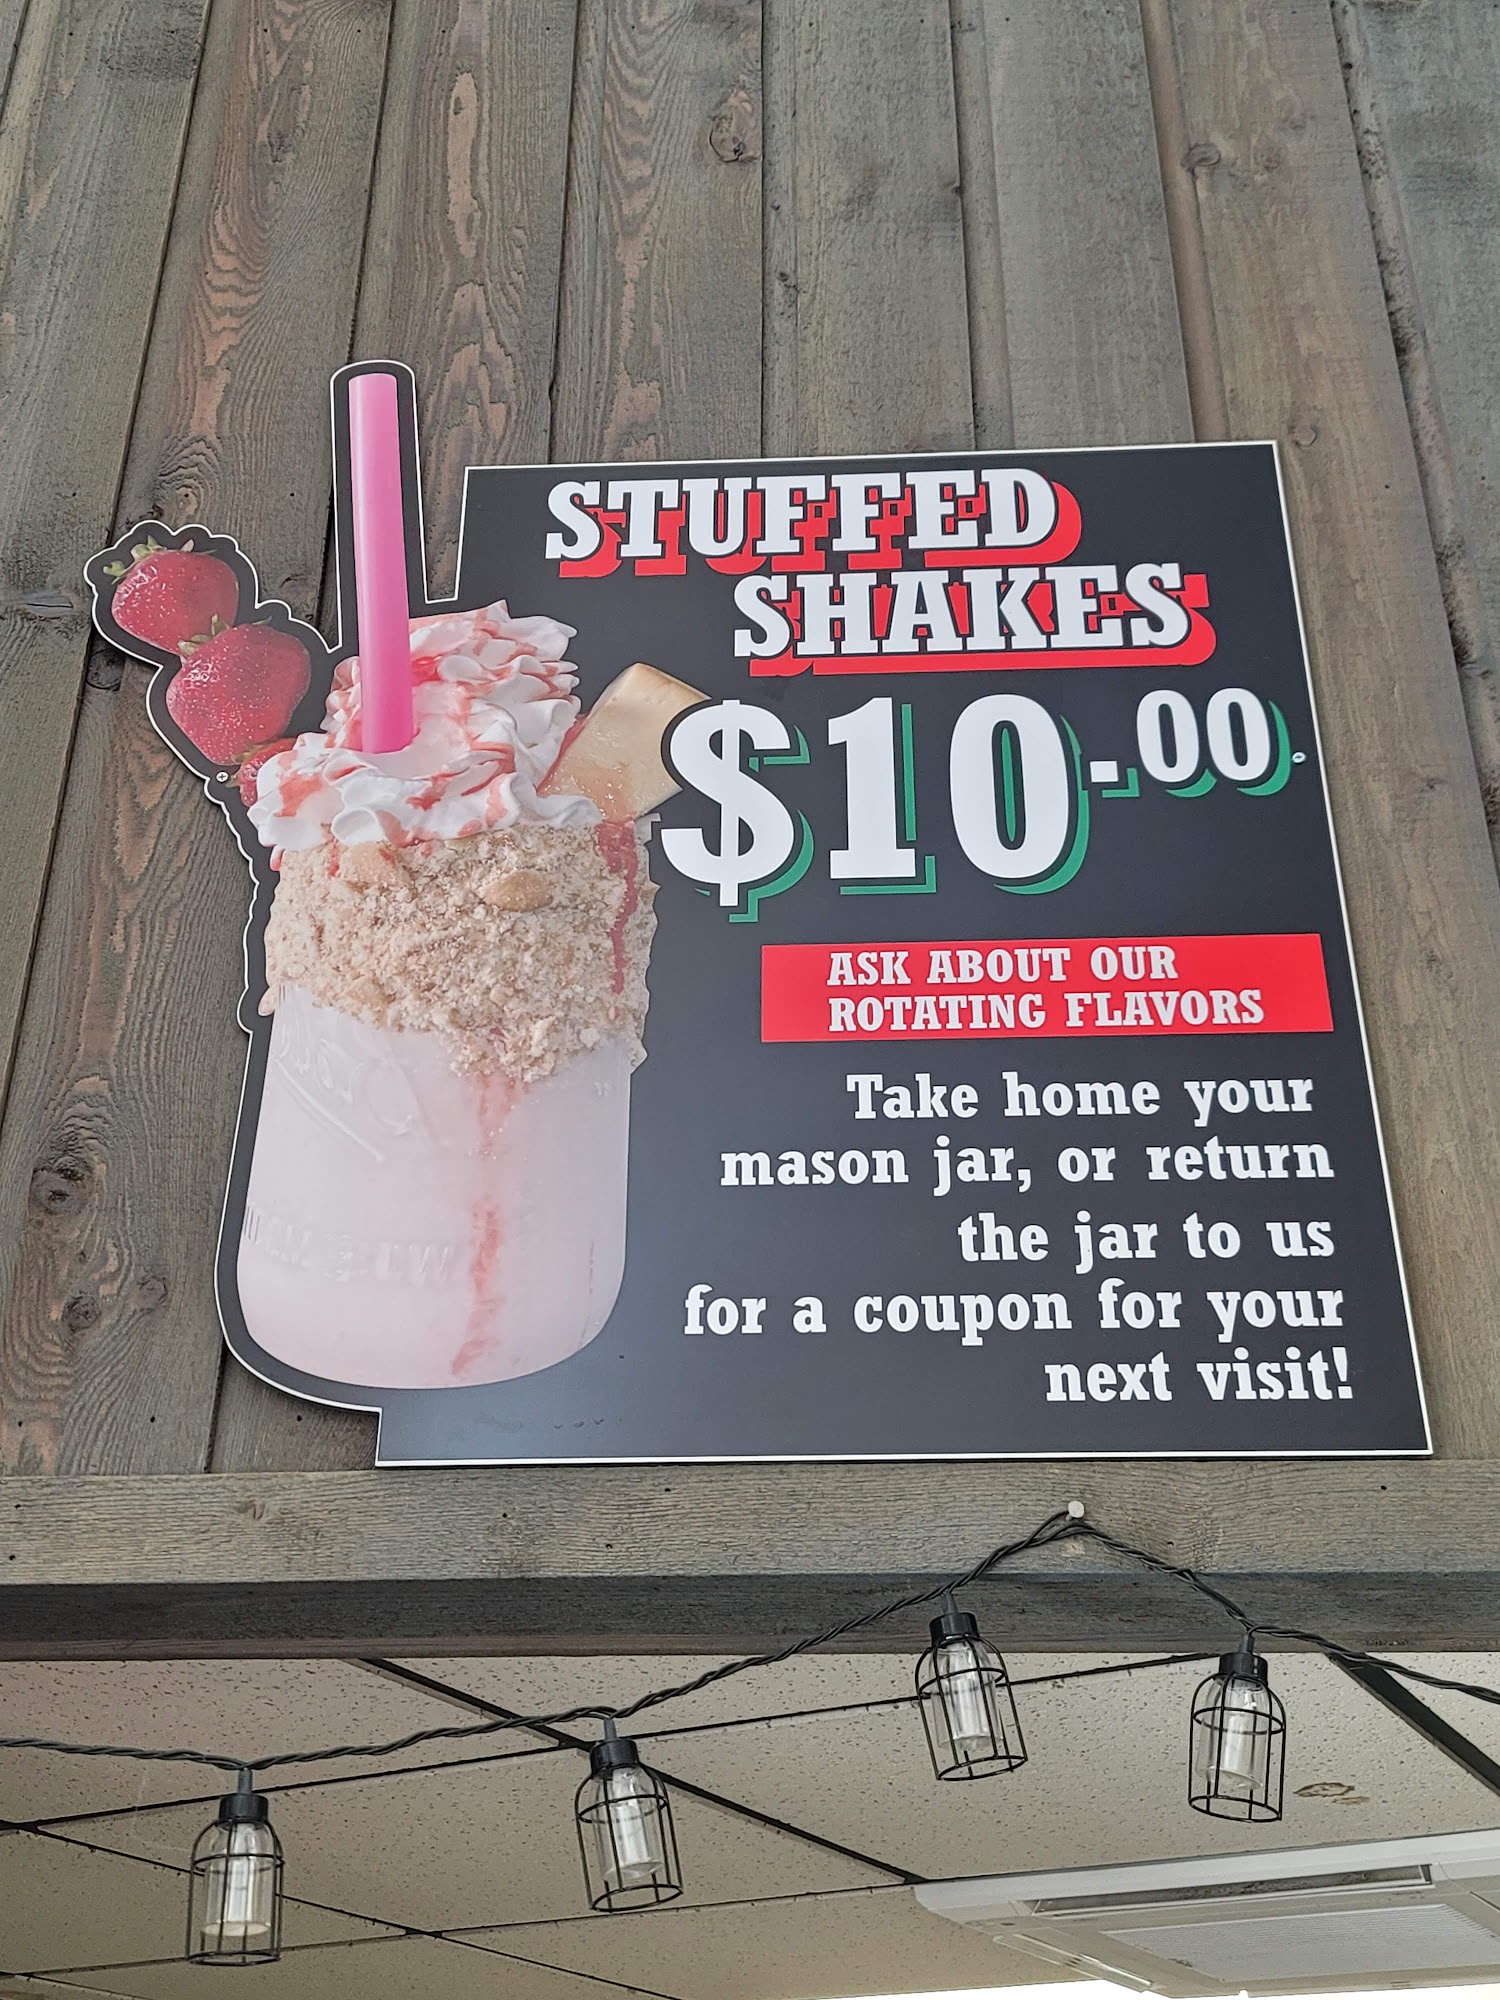 STUFFED
SHAKES
$10.00
ASK ABOUT OUR
ROTATING FLAVORS
Take home your
mason jar, or return
the jar to us
for a coupon for your
next visit!